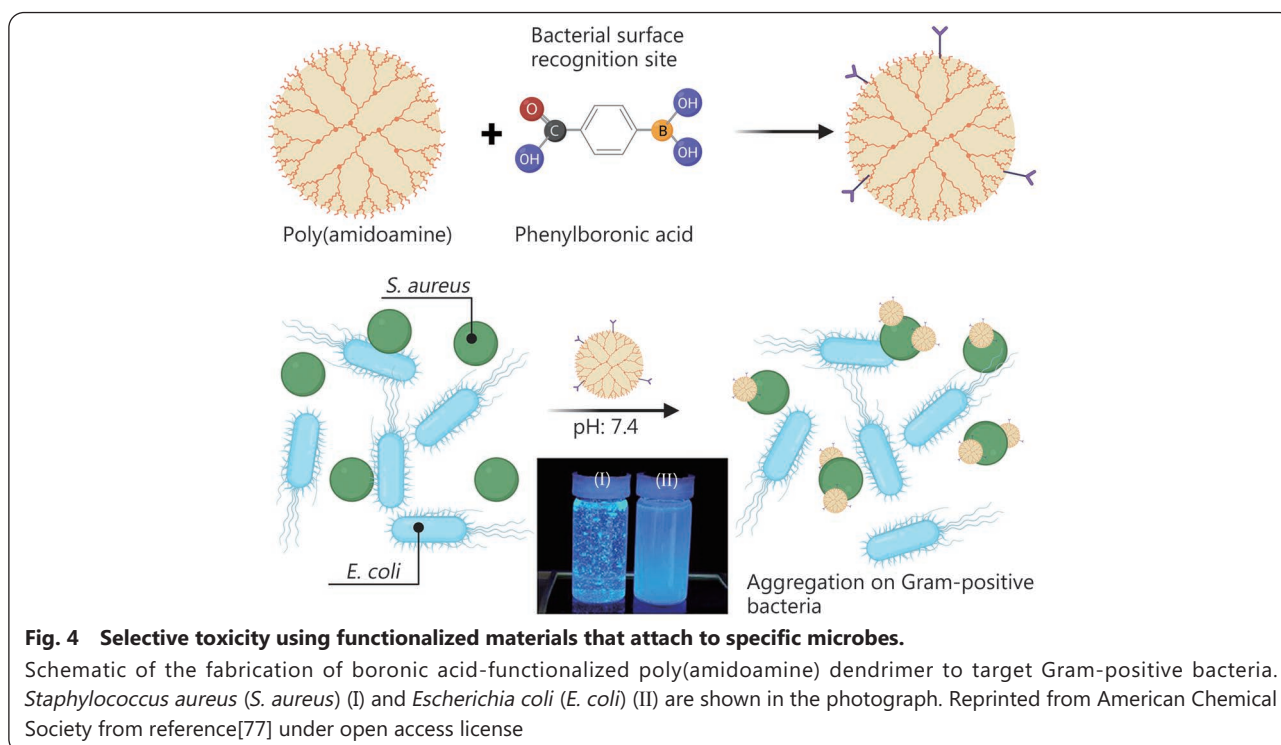 Bacterial surface
recognition site
O
C
OH
B
OH
OH
+
Poly(amidoamine)
Phenylboronic acid
S. aureus
pH: 7.4
(I)
(II)
E. coli
Aggregation on Gram-positive
bacteria
Fig. 4 Selective toxicity using functionalized materials that attach to specific microbes.
Schematic of the fabrication of boronic acid-functionalized poly(amidoamine) dendrimer to target Gram-positive bacteria.
Staphylococcus aureus (S. aureus) (I) and Escherichia coli (E. coli) (II) are shown in the photograph. Reprinted from American Chemical
Society from reference[77] under open access license